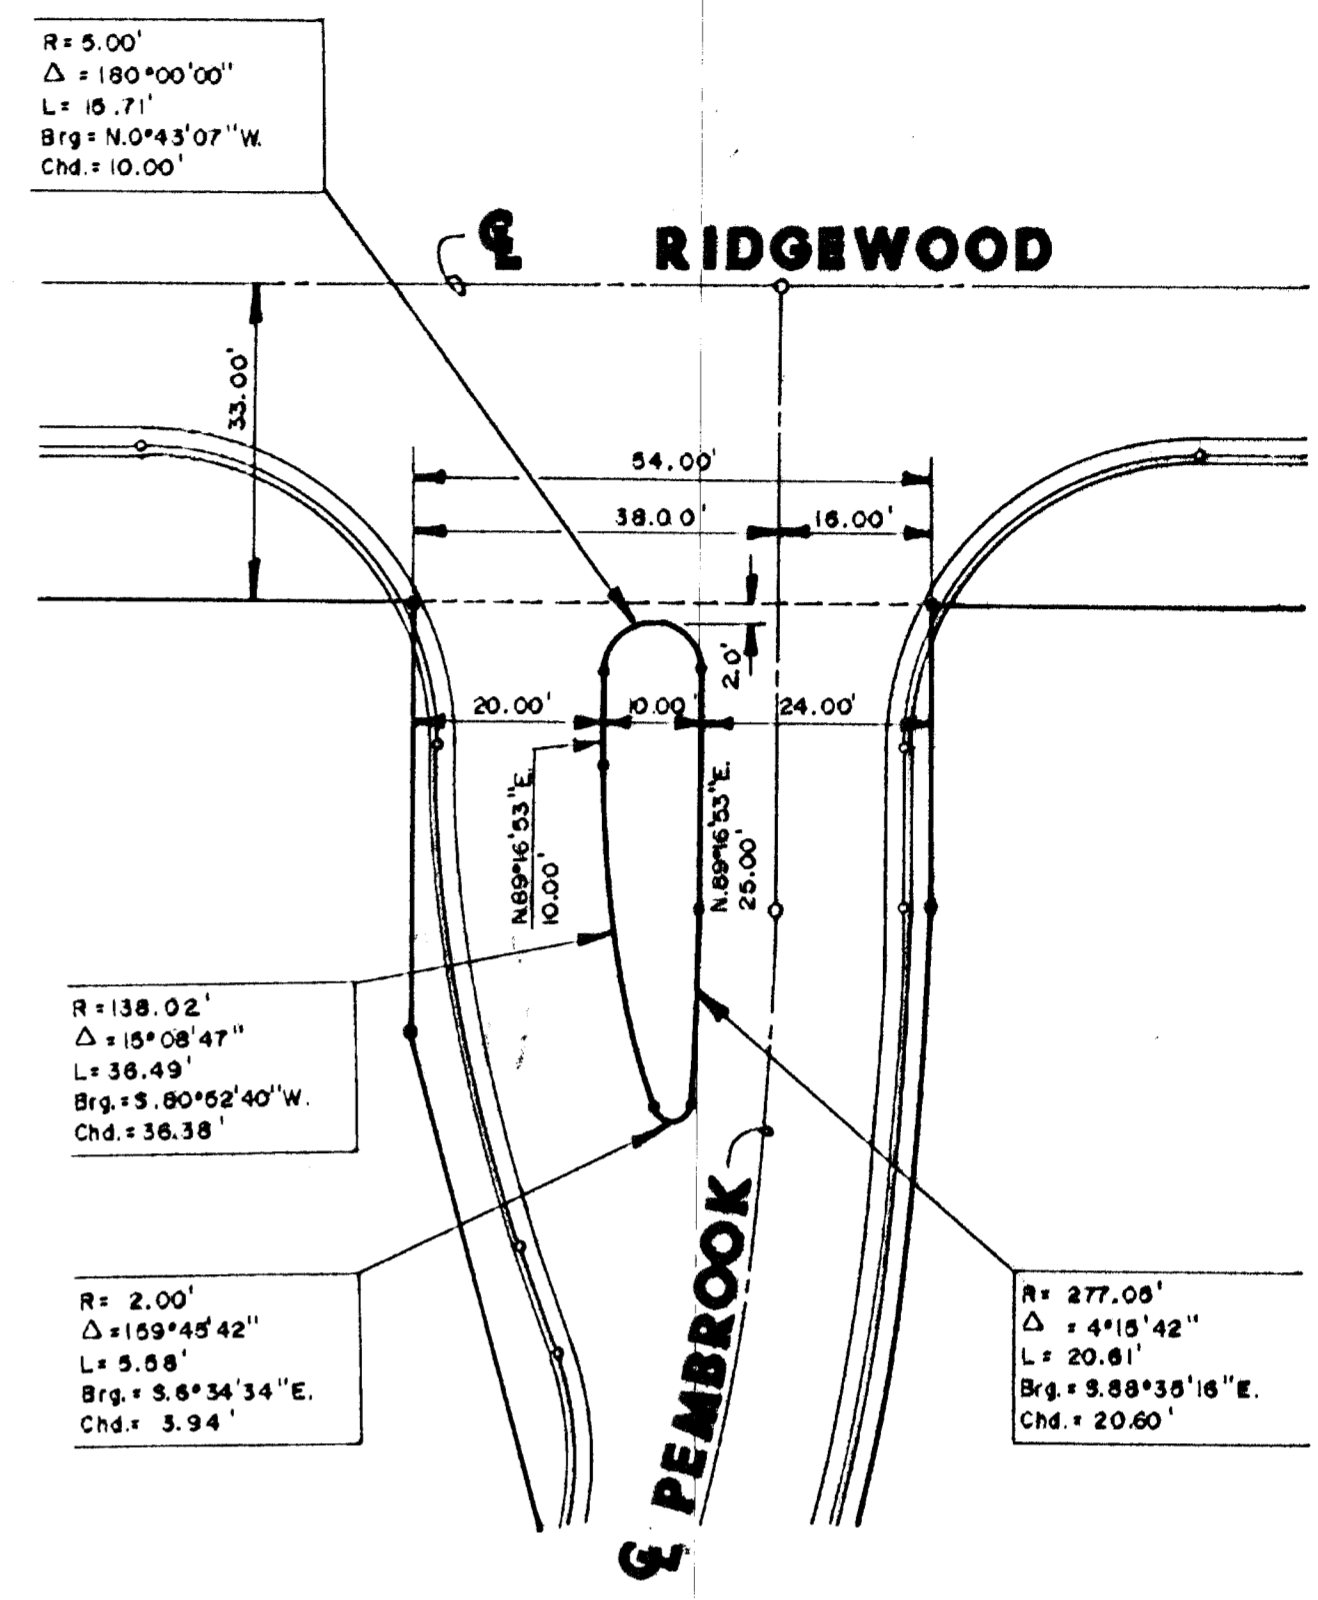 R= 5.00'
Δ = 180°00'00"
L= 15.71'
Brg= N.0°43'07"W.
Chd.= 10.00'
℄ RIDGEWOOD
33.00'
54.00'
38.00' 16.00'
2.0'
20.00' 10.00' 24.00'
N.89°16'53"E.
10.00'
N.89°16'53"E.
25.00'
R=138.02'
Δ =15°08'47"
L= 36.49'
Brg.= S.80°52'40"W.
Chd.= 36.38'
R= 2.00'
Δ =159°45'42"
L= 5.58'
Brg.= S.6°34'34"E.
Chd.= 3.94'
R= 277.05'
Δ = 4°15'42"
L= 20.61'
Brg.= S.88°35'16"E.
Chd.= 20.60'
℄ PEMBROOK